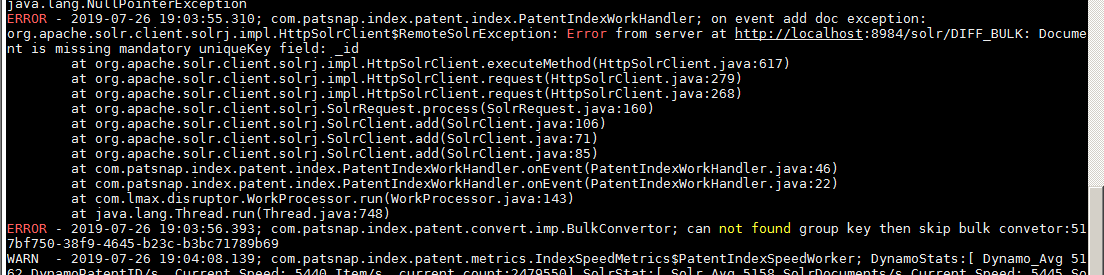 java.lang.NullPointerException
ERROR - 2019-07-26 19:03:55.310; com.patsnap.index.patent.index.PatentIndexWorkHandler; on event add doc exception:
org.apache.solr.client.solrj.impl.HttpSolrClient$RemoteSolrException: Error from server at http://localhost:8984/solr/DIFF_BULK: Docume
nt is missing mandatory uniqueKey field: _id
at org.apache.solr.client.solrj.impl.HttpSolrClient.executeMethod(HttpSolrClient.java:617)
at org.apache.solr.client.solrj.impl.HttpSolrClient.request(HttpSolrClient.java:279)
at org.apache.solr.client.solrj.impl.HttpSolrClient.request(HttpSolrClient.java:268)
at org.apache.solr.client.solrj.SolrRequest.process(SolrRequest.java:160)
at org.apache.solr.client.solrj.SolrClient.add(SolrClient.java:106)
at org.apache.solr.client.solrj.SolrClient.add(SolrClient.java:71)
at org.apache.solr.client.solrj.SolrClient.add(SolrClient.java:85)
at com.patsnap.index.patent.index.PatentIndexWorkHandler.onEvent(PatentIndexWorkHandler.java:46)
at com.patsnap.index.patent.index.PatentIndexWorkHandler.onEvent(PatentIndexWorkHandler.java:22)
at com.lmax.disruptor.WorkProcessor.run(WorkProcessor.java:143)
at java.lang.Thread.run(Thread.java:748)
ERROR - 2019-07-26 19:03:56.393; com.patsnap.index.patent.convert.imp.BulkConvertor; can not found group key then skip bulk convetor:51
7bf750-38f9-4645-b23c-b3bc71789b69
WARN  - 2019-07-26 19:04:08.139; com.patsnap.index.patent.metrics.IndexSpeedMetrics$PatentIndexSpeedWorker; DynamoStats:[ Dynamo_Avg 51
62 DynamoPatentID/s, Current Speed: 5440 Item/s, current count:2479550] SolrStat:[ Solr Avg 5158 SolrDocuments/s Current Speed: 5445 So